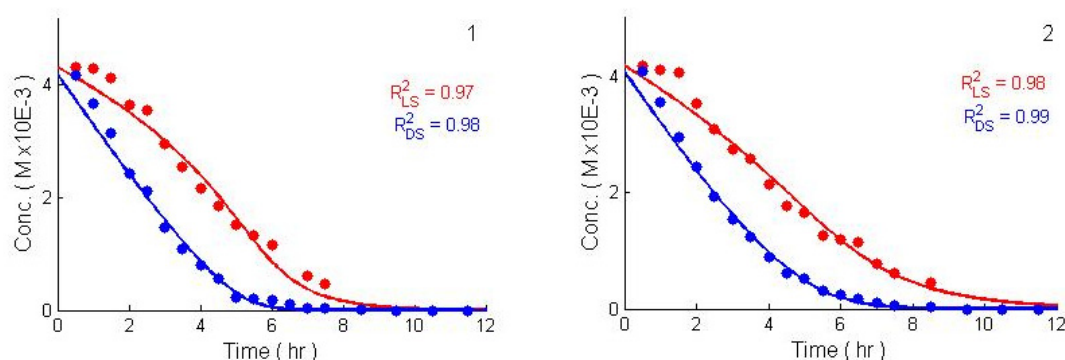 1
R²LS = 0.97
R²DS = 0.98
Conc. ( M x10E-3 )
4
2
0
0 2 4 6 8 10 12
Time ( hr )
2
R²LS = 0.98
R²DS = 0.99
Conc. ( M x10E-3 )
4
2
0
0 2 4 6 8 10 12
Time ( hr )